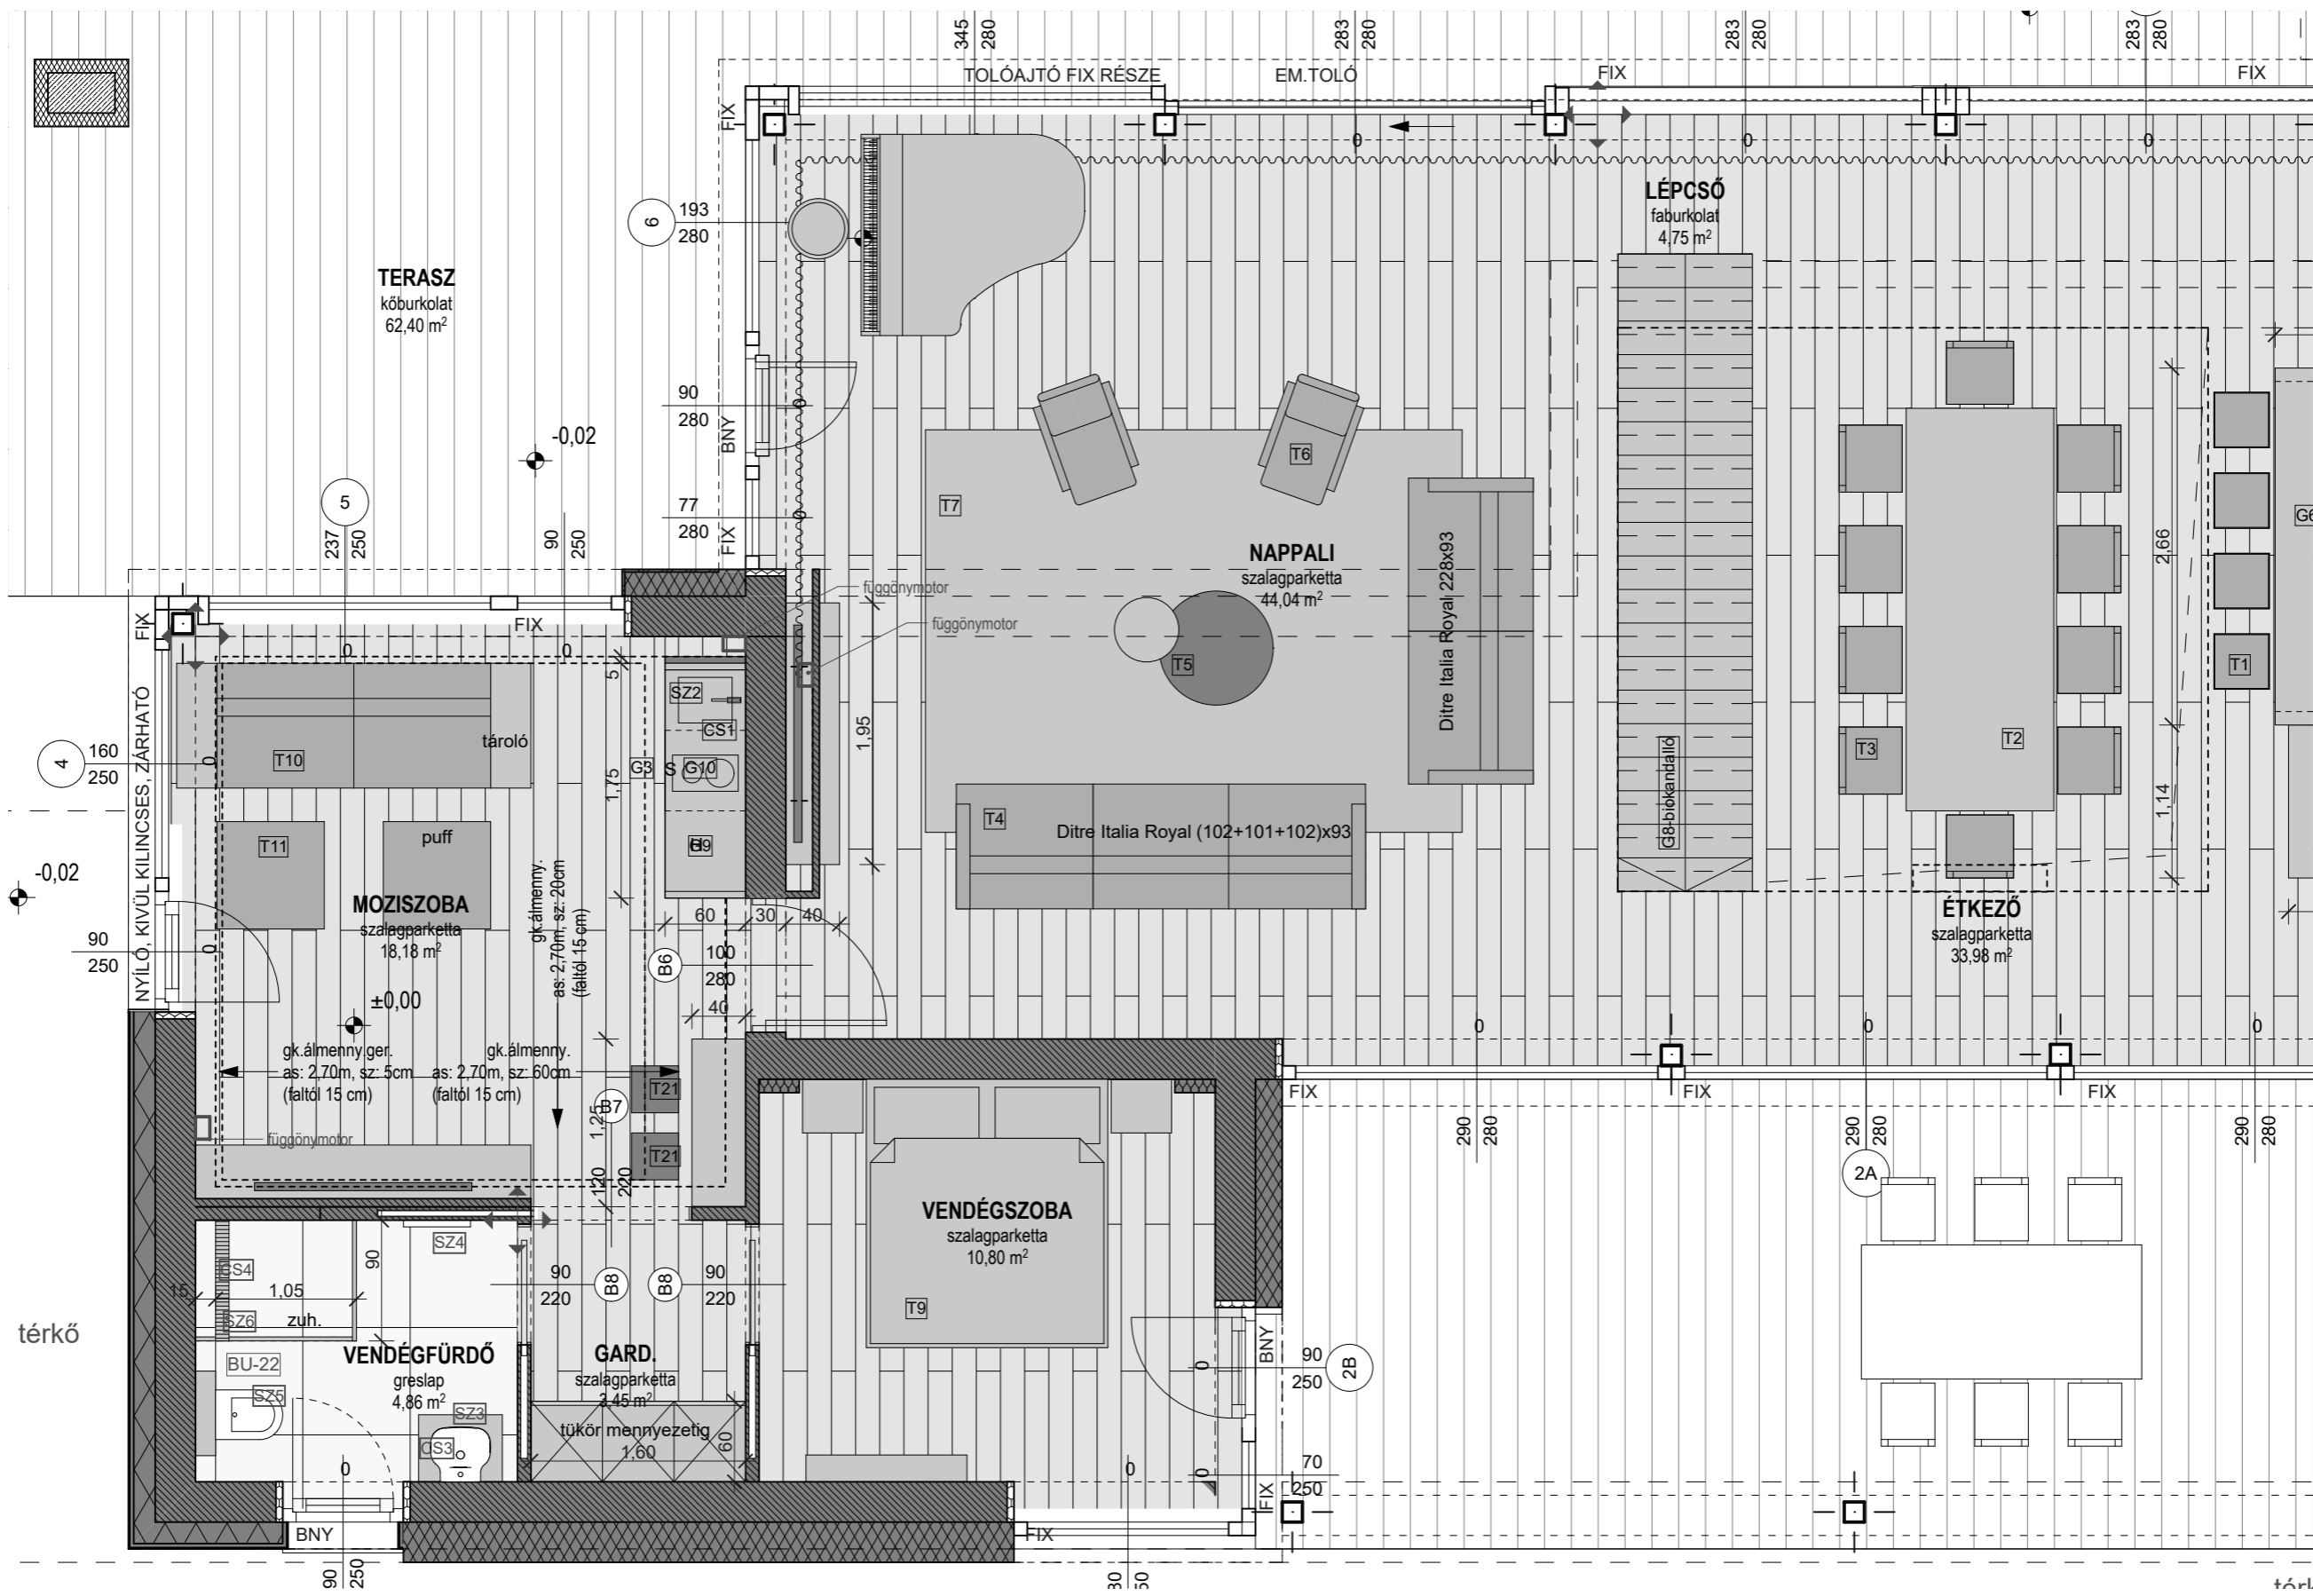 345
280
283
280
283
280
283
280
TOLÓAJTÓ FIX RÉSZE
EM.TOLÓ
FIX
FIX
FIX
0
0
0
LÉPCSŐ
faburkolat
4,75 m²
6
193
280
TERASZ
kőburkolat
62,40 m²
90
280
BNY
0
-0,02
77
280
FIX
0
5
237
250
90
250
T6
T7
NAPPALI
szalagparketta
44,04 m²
Ditre Italia Royal 228x93
2,66
G6
függönymotor
függönymotor
FIX
FIX
0
0
T5
T1
5
SZ2
CS1
1,95
NYÍLÓ, KIVÜL KILINCSES, ZÁRHATÓ
tároló
T10
4
160
250
0
G3
S
G10
1,75
G8-biokandalló
T3
T2
1,14
T4
Ditre Italia Royal (102+101+102)x93
T11
puff
-0,02
MOZISZOBA
szalagparketta
18,18 m²
gk.álmenny.
as: 2,70m, sz: 20cm
(faltól 15 cm)
60
30
40
ÉTKEZŐ
szalagparketta
33,98 m²
90
250
0
B6
100
280
±0,00
40
0
0
0
gk.álmenny.ger.
as: 2,70m, sz: 5cm
(faltól 15 cm)
gk.álmenny.
as: 2,70m, sz: 60cm
(faltól 15 cm)
T21
B7
1,25
T21
függönymotor
FIX
FIX
FIX
290
280
290
280
290
280
2A
120
220
VENDÉGSZOBA
szalagparketta
10,80 m²
SZ4
90
CS4
15
1,05
SZ6
zuh.
90
220
B8
B8
90
220
T9
térkő
VENDÉGFÜRDŐ
greslap
4,86 m²
BU-22
SZ5
SZ3
CS3
GARD.
szalagparketta
3,45 m²
tükör mennyezetig
1,60
60
BNY
0
90
250
2B
0
0
0
70
250
FIX
BNY
FIX
90
250
térkő